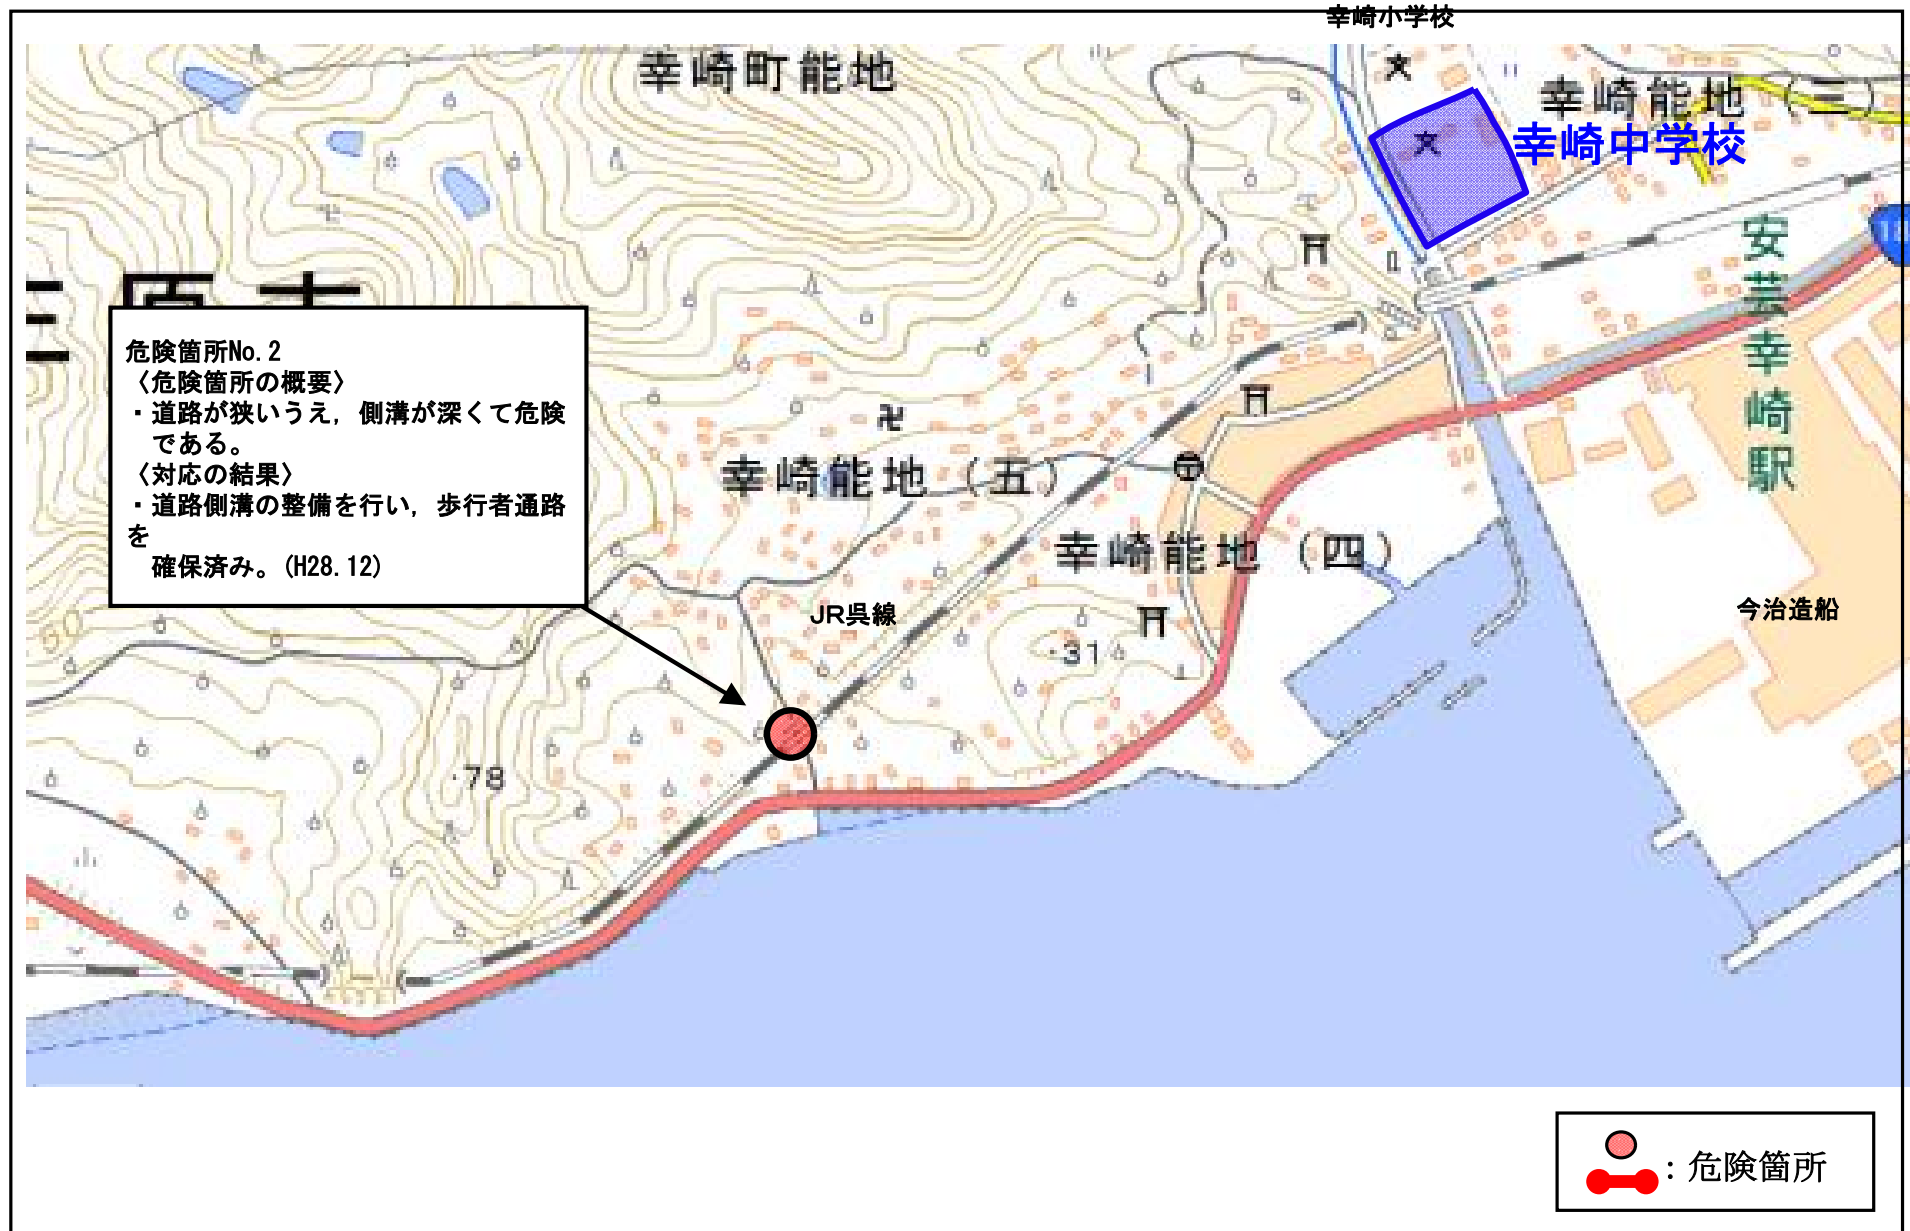 幸崎小学校
幸崎町能地
幸崎能地(三)
幸崎中学校
18
安芸幸崎駅
危険箇所No.2
〈危険箇所の概要〉
・道路が狭いうえ，側溝が深くて危険
である。
〈対応の結果〉
・道路側溝の整備を行い，歩行者通路
を
確保済み。(H28.12)
幸崎能地(五)
幸崎能地(四)
JR呉線
今治造船
・31
・78
60
：危険箇所